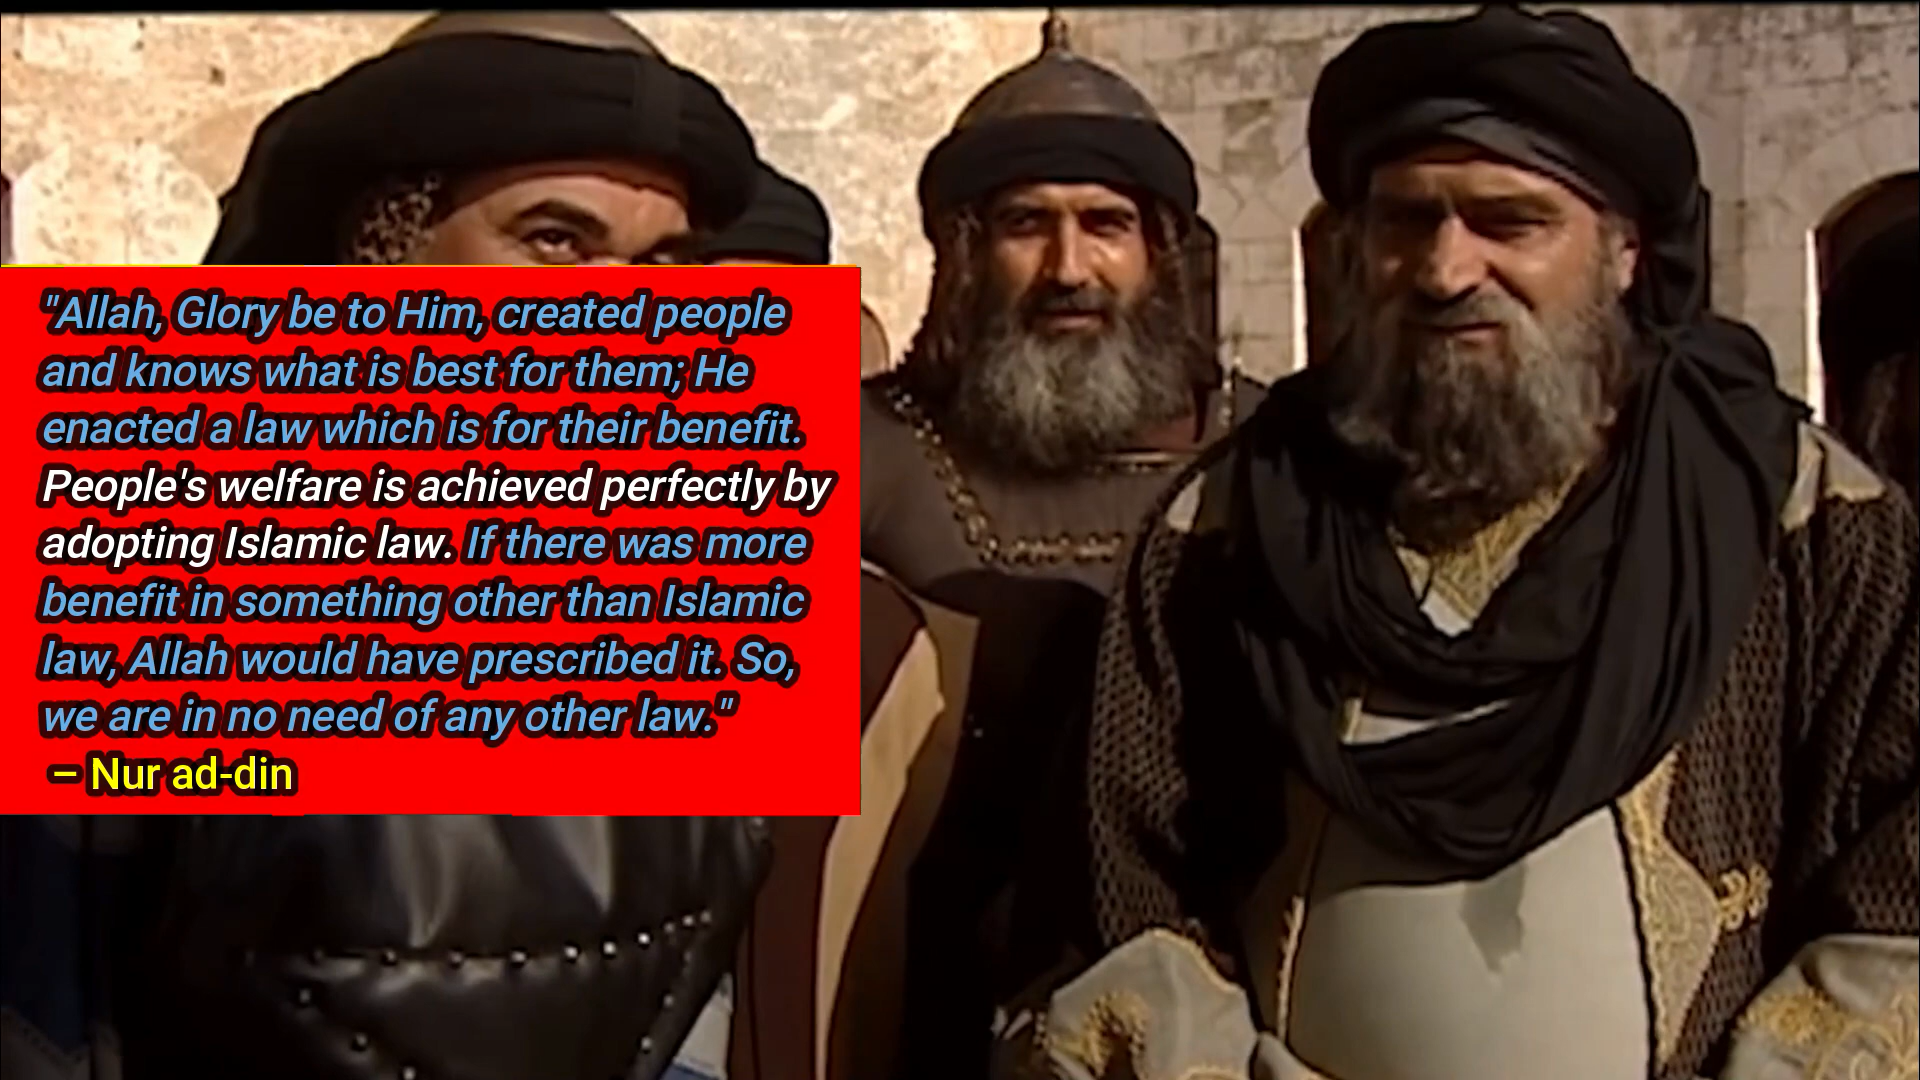 "Allah, Glory be to Him, created people
and knows what is best for them; He
enacted a law which is for their benefit.
People's welfare is achieved perfectly by
adopting Islamic law. If there was more
benefit in something other than Islamic
law, Allah would have prescribed it. So,
we are in no need of any other law."
– Nur ad-din